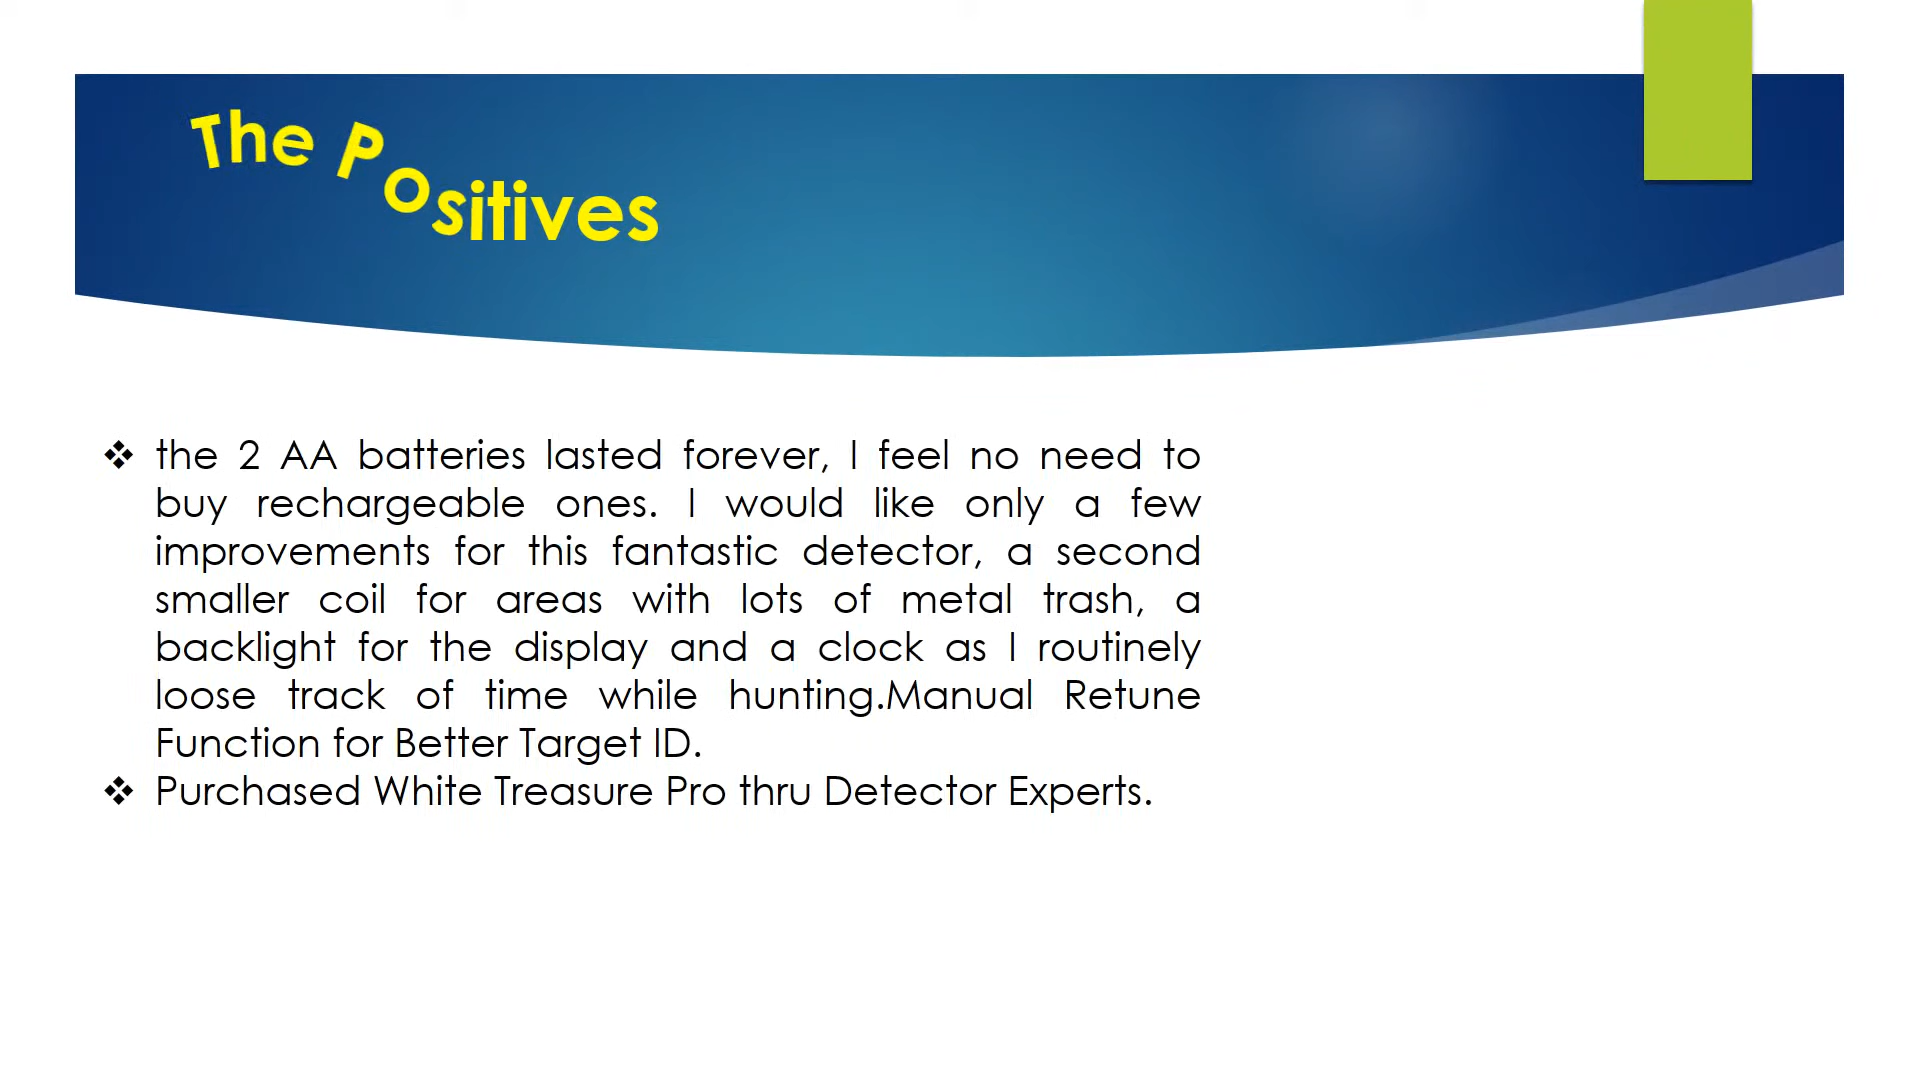 The Positives
❖ the 2 AA batteries lasted forever, I feel no need to
buy rechargeable ones. I would like only a few
improvements for this fantastic detector, a second
smaller coil for areas with lots of metal trash, a
backlight for the display and a clock as I routinely
loose track of time while hunting.Manual Retune
Function for Better Target ID.
❖ Purchased White Treasure Pro thru Detector Experts.